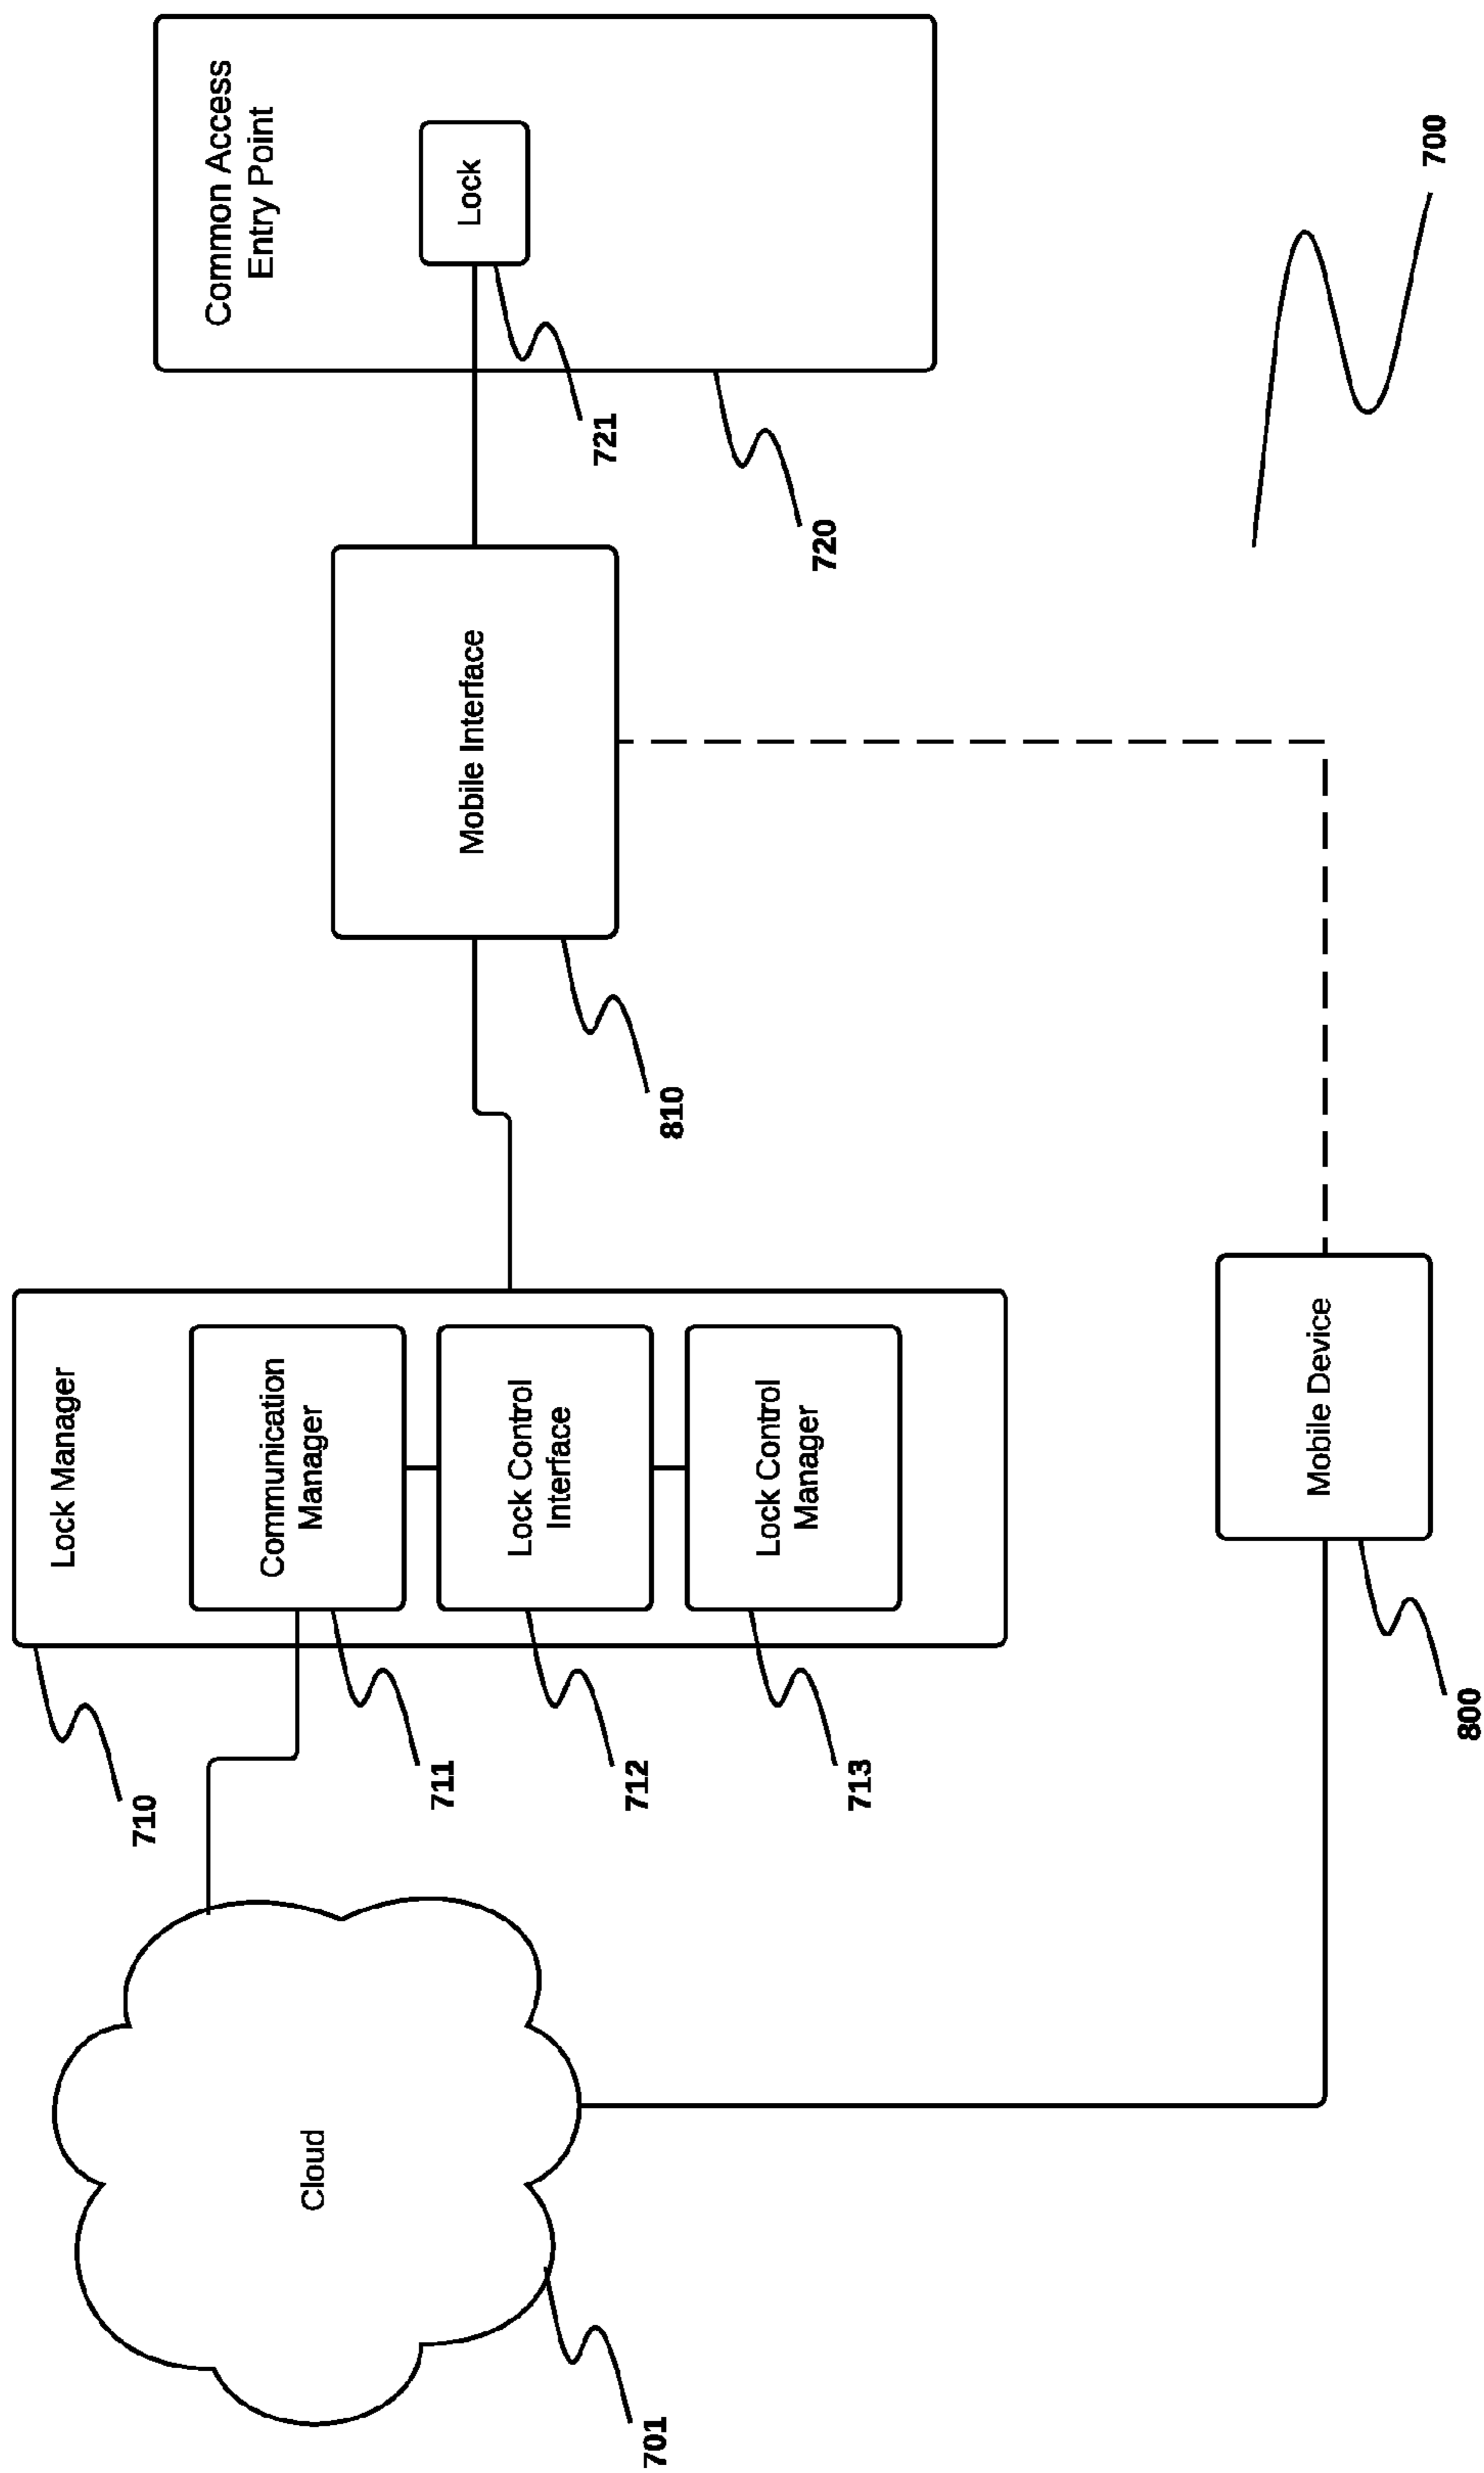 Cloud
701
Lock Manager
710
Communication
Manager
711
Lock Control
Interface
712
Lock Control
Manager
713
Mobile Interface
810
Common Access
Entry Point
Lock
721
720
Mobile Device
800
700